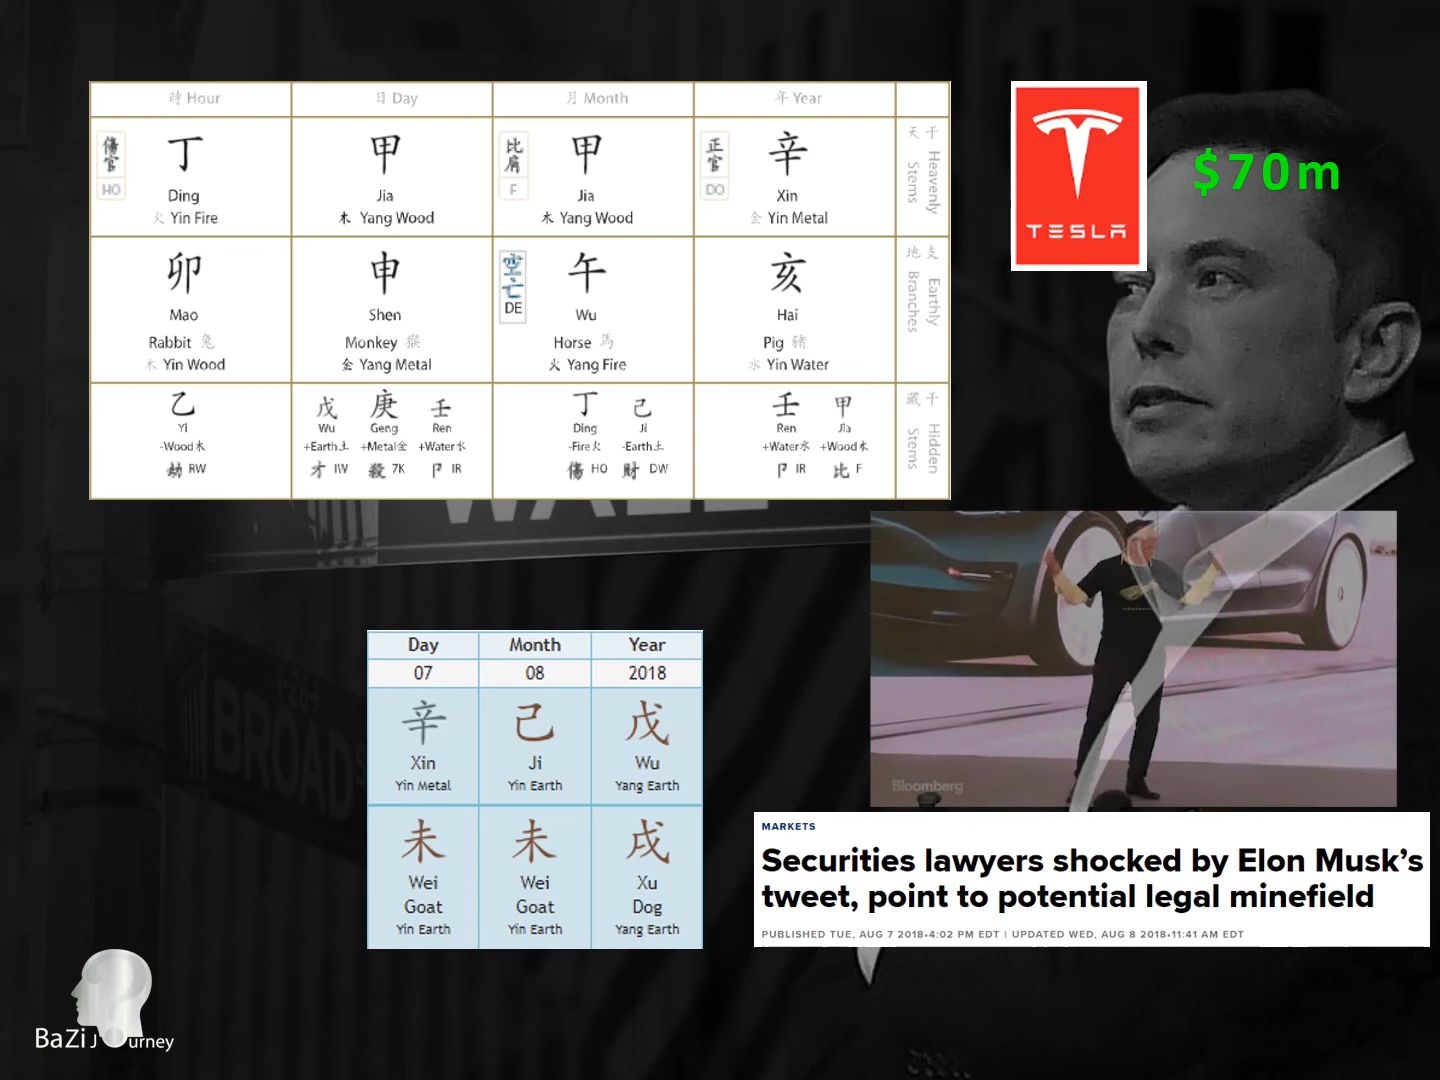 時 Hour 日 Day 月 Month 年 Year
傷官 HO
丁
Ding
火 Yin Fire
甲
Jia
木 Yang Wood
比肩 F
甲
Jia
木 Yang Wood
正官 DO
辛
Xin
金 Yin Metal
天干 Heavenly Stems
卯
Mao
Rabbit 兔
木 Yin Wood
申
Shen
Monkey 猴
金 Yang Metal
空亡 DE
午
Wu
Horse 馬
火 Yang Fire
亥
Hai
Pig 豬
水 Yin Water
地支 Earthly Branches
乙
Yi
-Wood木
劫 RW
戊 庚 壬
Wu Geng Ren
+Earth土 +Metal金 +Water水
才 IW 殺 7K 卩 IR
丁 己
Ding Ji
-Fire火 -Earth土
傷 HO 財 DW
壬 甲
Ren Jia
+Water水 +Wood木
卩 IR 比 F
藏干 Hidden Stems
TESLA
$70m
WALL
BROAD
Day Month Year
07 08 2018
辛 己 戊
Xin Ji Wu
Yin Metal Yin Earth Yang Earth
未 未 戌
Wei Wei Xu
Goat Goat Dog
Yin Earth Yin Earth Yang Earth
Bloomberg
MARKETS
Securities lawyers shocked by Elon Musk’s
tweet, point to potential legal minefield
PUBLISHED TUE, AUG 7 2018•4:02 PM EDT | UPDATED WED, AUG 8 2018•11:41 AM EDT
BaZi Journey